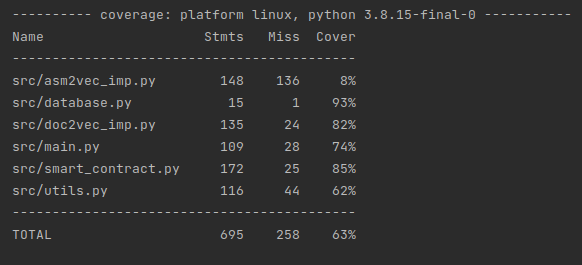 ---------- coverage: platform linux, python 3.8.15-final-0 -----------
Name                    Stmts   Miss  Cover
-------------------------------------------
src/asm2vec_imp.py        148    136     8%
src/database.py            15      1    93%
src/doc2vec_imp.py        135     24    82%
src/main.py               109     28    74%
src/smart_contract.py     172     25    85%
src/utils.py              116     44    62%
-------------------------------------------
TOTAL                     695    258    63%